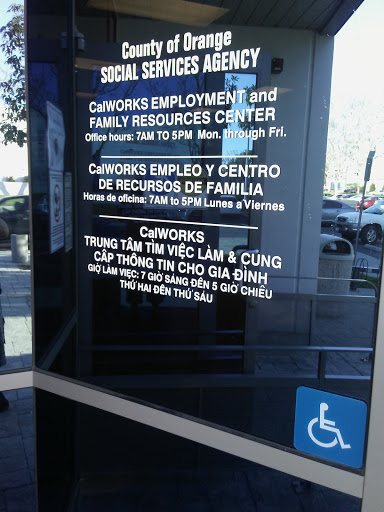 County of Orange
SOCIAL SERVICES AGENCY
CalWORKS EMPLOYMENT and
FAMILY RESOURCES CENTER
Office hours: 7AM TO 5PM Mon. through Fri.
CalWORKS EMPLEO Y CENTRO
DE RECURSOS DE FAMILIA
Horas de oficina: 7AM to 5PM Lunes a Viernes
CalWORKS
TRUNG TÂM TÌM VIỆC LÀM & CUNG
CẤP THÔNG TIN CHO GIA ĐÌNH
GIỜ LÀM VIỆC: 7 GIỜ SÁNG ĐẾN 5 GIỜ CHIỀU
THỨ HAI ĐẾN THỨ SÁU